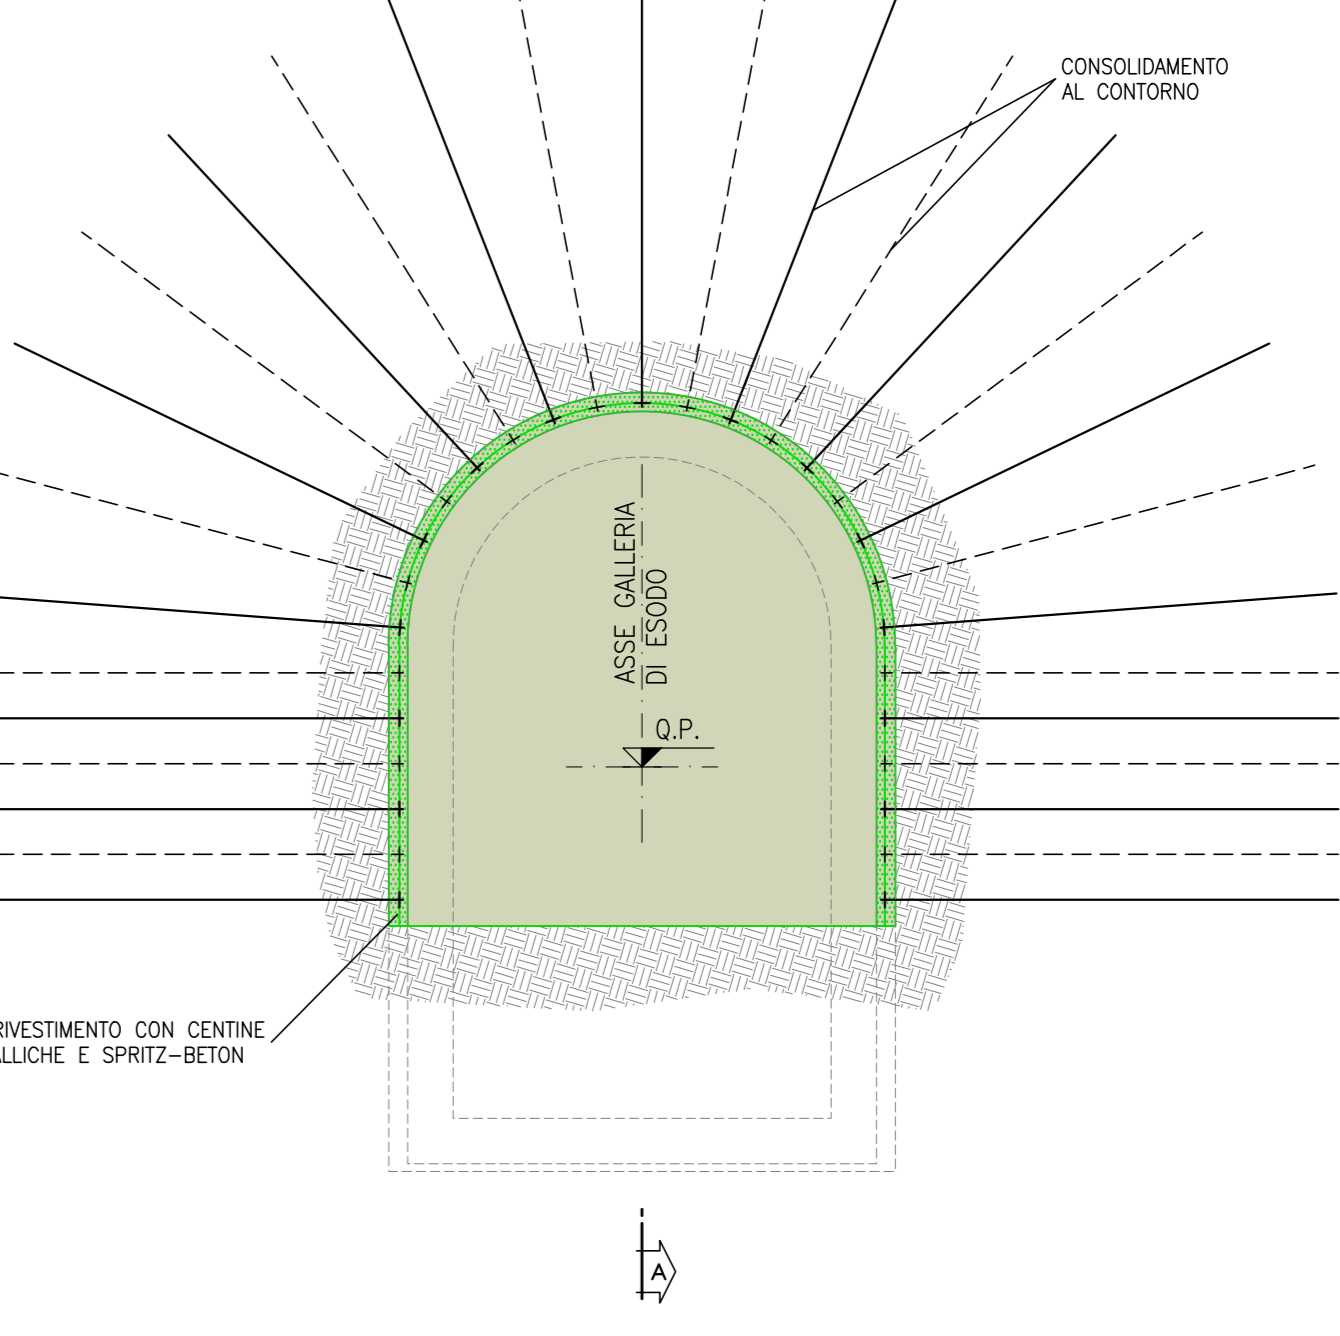 CONSOLIDAMENTO
AL CONTORNO
ASSE GALLERIA
DI ESODO
Q.P.
RIVESTIMENTO CON CENTINE
ALLICHE E SPRITZ-BETON
A